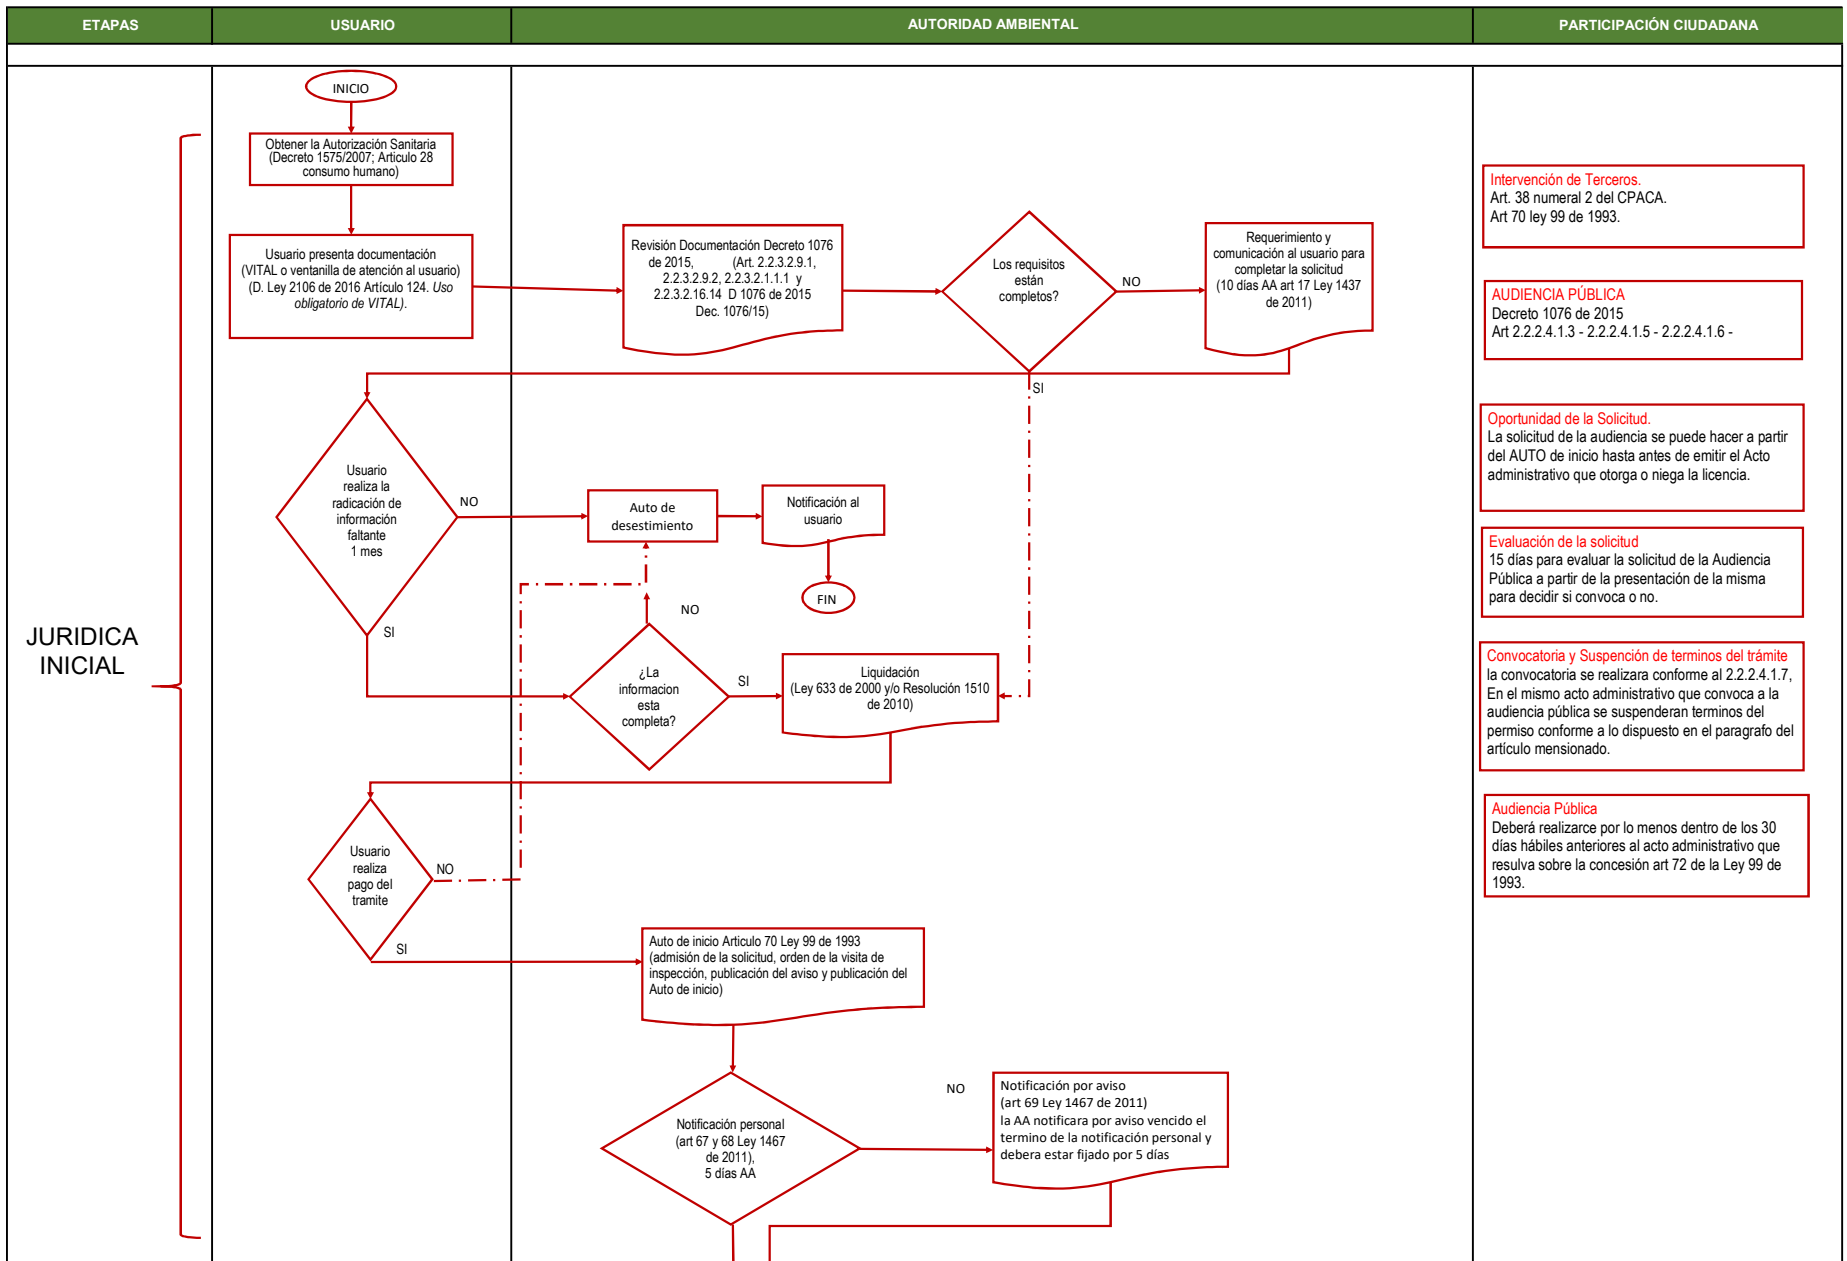 ETAPAS
USUARIO
AUTORIDAD AMBIENTAL
PARTICIPACIÓN CIUDADANA
JURIDICA
INICIAL
INICIO
Obtener la Autorización Sanitaria
(Decreto 1575/2007; Articulo 28
consumo humano)
Usuario presenta documentación
(VITAL o ventanilla de atención al usuario)
(D. Ley 2106 de 2016 Artículo 124. Uso
obligatorio de VITAL).
Revisión Documentación Decreto 1076
de 2015, (Art. 2.2.3.2.9.1,
2.2.3.2.9.2, 2.2.3.2.1.1.1 y
2.2.3.2.16.14 D 1076 de 2015
Dec. 1076/15)
Los requisitos
están
completos?
NO
SI
Requerimiento y
comunicación al usuario para
completar la solicitud
(10 días AA art 17 Ley 1437
de 2011)
Usuario
realiza la
radicación de
información
faltante
1 mes
NO
SI
Auto de
desestimiento
Notificación al
usuario
FIN
NO
¿La
informacion
esta
completa?
SI
Liquidación
(Ley 633 de 2000 y/o Resolución 1510
de 2010)
Usuario
realiza
pago del
tramite
NO
SI
Auto de inicio Articulo 70 Ley 99 de 1993
(admisión de la solicitud, orden de la visita de
inspección, publicación del aviso y publicación del
Auto de inicio)
Notificación personal
(art 67 y 68 Ley 1467
de 2011),
5 días AA
NO
Notificación por aviso
(art 69 Ley 1467 de 2011)
la AA notificara por aviso vencido el
termino de la notificación personal y
debera estar fijado por 5 días
Intervención de Terceros.
Art. 38 numeral 2 del CPACA.
Art 70 ley 99 de 1993.
AUDIENCIA PÚBLICA
Decreto 1076 de 2015
Art 2.2.2.4.1.3 - 2.2.2.4.1.5 - 2.2.2.4.1.6 -
Oportunidad de la Solicitud.
La solicitud de la audiencia se puede hacer a partir
del AUTO de inicio hasta antes de emitir el Acto
administrativo que otorga o niega la licencia.
Evaluación de la solicitud
15 días para evaluar la solicitud de la Audiencia
Pública a partir de la presentación de la misma
para decidir si convoca o no.
Convocatoria y Suspención de terminos del trámite
la convocatoria se realizara conforme al 2.2.2.4.1.7,
En el mismo acto administrativo que convoca a la
audiencia pública se suspenderan terminos del
permiso conforme a lo dispuesto en el paragrafo del
artículo mensionado.
Audiencia Pública
Deberá realizarce por lo menos dentro de los 30
días hábiles anteriores al acto administrativo que
resulva sobre la concesión art 72 de la Ley 99 de
1993.